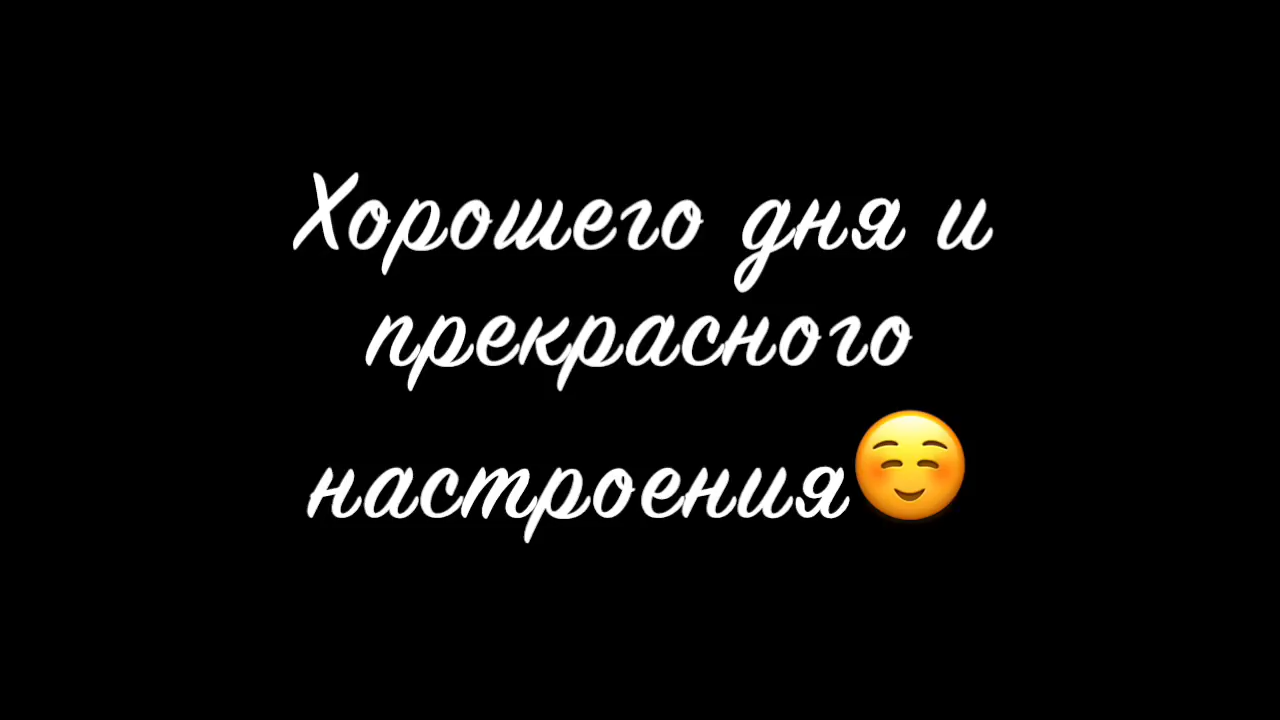 Хорошего дня и
прекрасного
настроения☺️